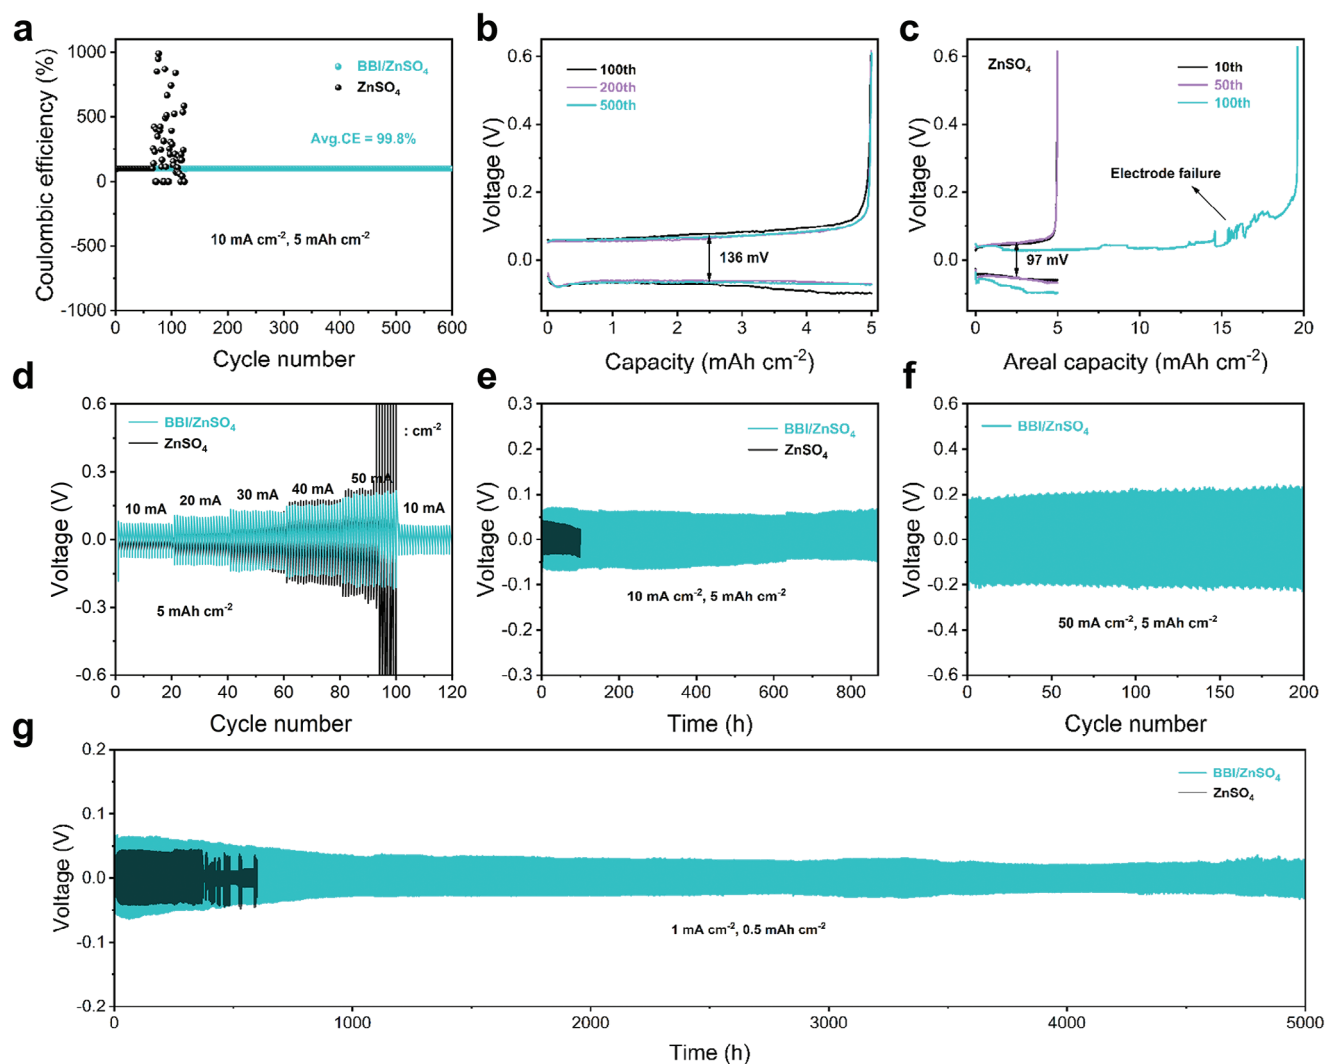 a
1000
500
0
-500
-1000
Coulombic efficiency (%)
BBI/ZnSO₄
ZnSO₄
Avg.CE = 99.8%
10 mA cm⁻², 5 mAh cm⁻²
0 100 200 300 400 500 600
Cycle number
b
0.6
0.4
0.2
0.0
Voltage (V)
100th
200th
500th
136 mV
0 1 2 3 4 5
Capacity (mAh cm⁻²)
c
0.6
0.4
0.2
0.0
Voltage (V)
ZnSO₄
10th
50th
100th
Electrode failure
97 mV
0 5 10 15 20
Areal capacity (mAh cm⁻²)
d
0.6
0.3
0.0
-0.3
-0.6
Voltage (V)
BBI/ZnSO₄
ZnSO₄
: cm⁻²
10 mA
20 mA
30 mA
40 mA
50 mA
10 mA
5 mAh cm⁻²
0 20 40 60 80 100 120
Cycle number
e
0.3
0.2
0.1
0.0
-0.1
-0.2
-0.3
Voltage (V)
BBI/ZnSO₄
ZnSO₄
10 mA cm⁻², 5 mAh cm⁻²
0 200 400 600 800
Time (h)
f
0.6
0.4
0.2
0.0
-0.2
-0.4
-0.6
Voltage (V)
BBI/ZnSO₄
50 mA cm⁻², 5 mAh cm⁻²
0 50 100 150 200
Cycle number
g
0.2
0.1
0.0
-0.1
-0.2
Voltage (V)
BBI/ZnSO₄
ZnSO₄
1 mA cm⁻², 0.5 mAh cm⁻²
0 1000 2000 3000 4000 5000
Time (h)